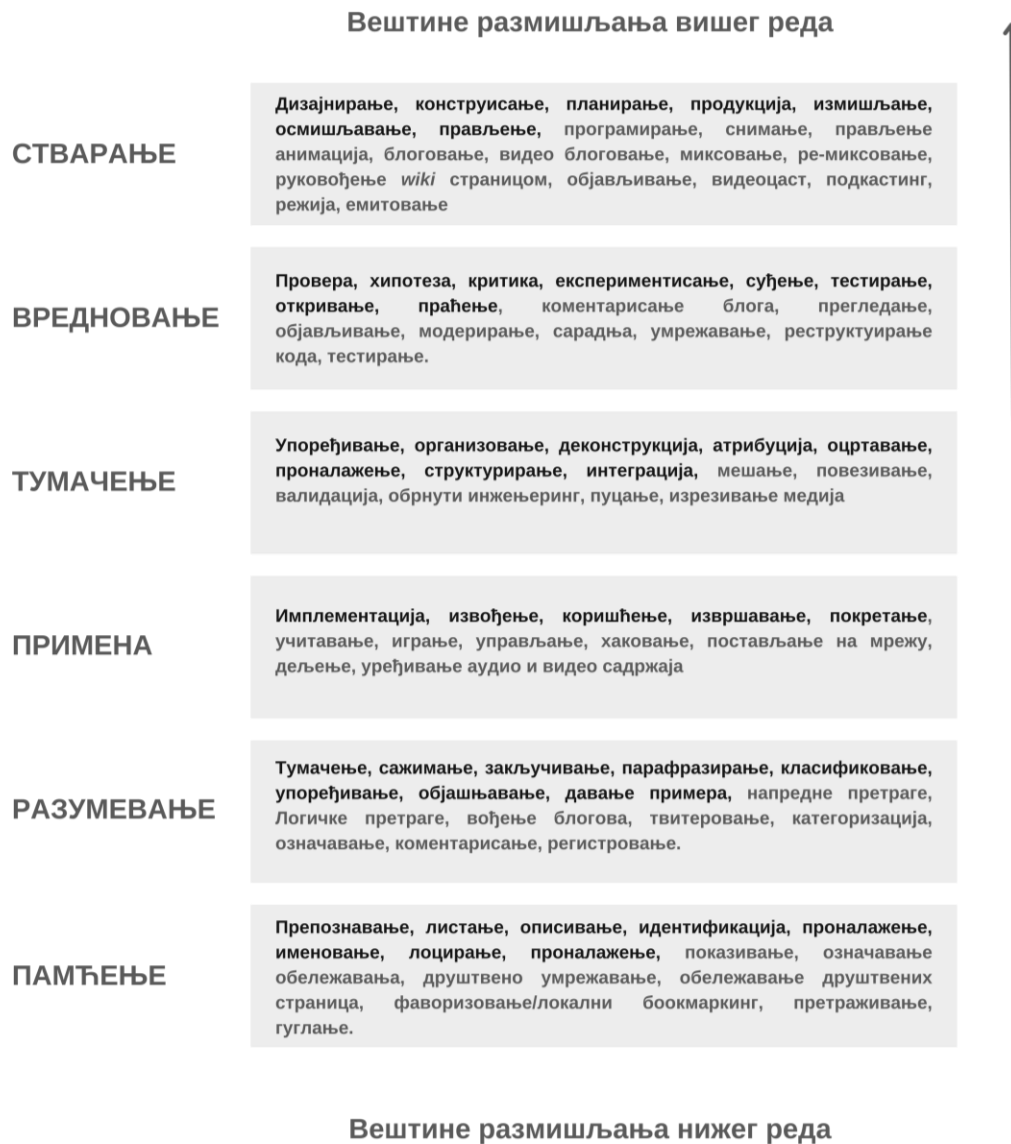 Вештине размишљања вишег реда
СТВАРАЊЕ
Дизајнирање, конструисање, планирање, продукција, измишљање,
осмишљавање, прављење, програмирање, снимање, прављење
анимација, блоговање, видео блоговање, миксовање, ре-миксовање,
руковођење wiki страницом, објављивање, видеоцаст, подкастинг,
режија, емитовање
ВРЕДНОВАЊЕ
Провера, хипотеза, критика, експериментисање, суђење, тестирање,
откривање, праћење, коментарисање блога, прегледање,
објављивање, модерирање, сарадња, умрежавање, реструктуирање
кода, тестирање.
ТУМАЧЕЊЕ
Упоређивање, организовање, деконструкција, атрибуција, оцртавање,
проналажење, структурирање, интеграција, мешање, повезивање,
валидација, обрнути инжењеринг, пуцање, изрезивање медија
ПРИМЕНА
Имплементација, извођење, коришћење, извршавање, покретање,
учитавање, играње, управљање, хаковање, постављање на мрежу,
дељење, уређивање аудио и видео садржаја
РАЗУМЕВАЊЕ
Тумачење, сажимање, закључивање, парафразирање, класификовање,
упоређивање, објашњавање, давање примера, напредне претраге,
Логичке претраге, вођење блогова, твитеровање, категоризација,
означавање, коментарисање, регистровање.
ПАМЋЕЊЕ
Препознавање, листање, описивање, идентификација, проналажење,
именовање, лоцирање, проналажење, показивање, означавање
обележавања, друштвено умрежавање, обележавање друштвених
страница, фаворизовање/локални боокмаркинг, претраживање,
гуглање.
Вештине размишљања нижег реда